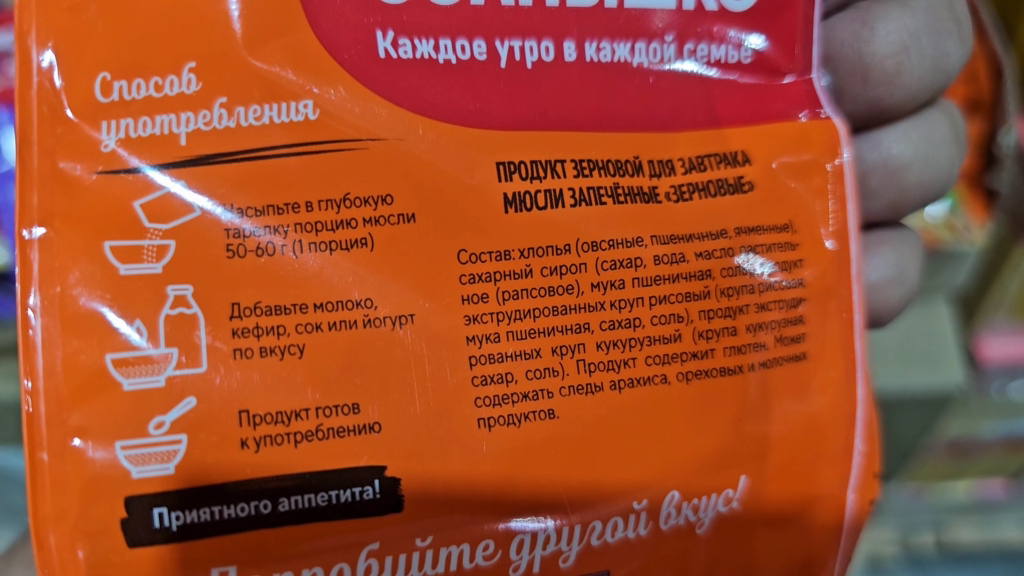 Каждое утро в каждой семье
Способ
употребления
Насыпьте в глубокую
тарелку порцию мюсли
50-60 г (1 порция)
Добавьте молоко,
кефир, сок или йогурт
по вкусу
Продукт готов
к употреблению
Приятного аппетита!
ПРОДУКТ ЗЕРНОВОЙ ДЛЯ ЗАВТРАКА
МЮСЛИ ЗАПЕЧЁННЫЕ «ЗЕРНОВЫЕ»
Состав: хлопья (овсяные, пшеничные, ячменные),
сахарный сироп (сахар, вода, масло раститель-
ное (рапсовое), мука пшеничная, соль), продукт
экструдированных круп рисовый (крупа рисовая,
мука пшеничная, сахар, соль), продукт экструди-
рованных круп кукурузный (крупа кукурузная,
сахар, соль). Продукт содержит глютен. Может
содержать следы арахиса, ореховых и молочных
продуктов.
Попробуйте другой вкус!